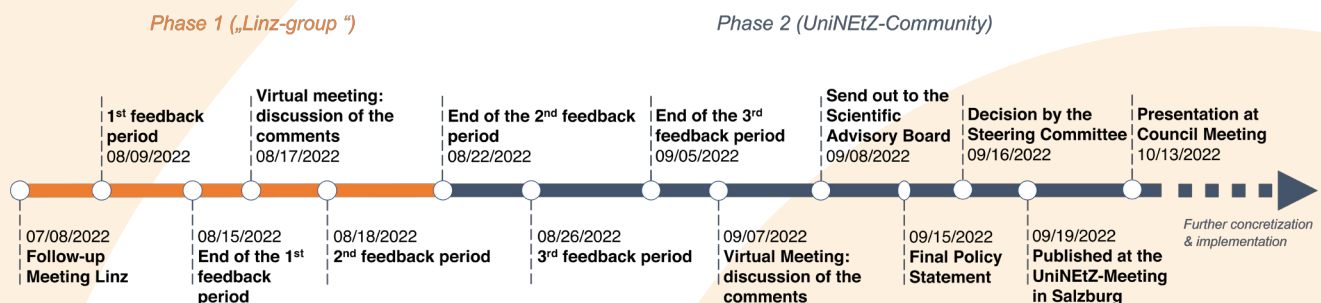 Phase 1 („Linz-group “)
Phase 2 (UniNEtZ-Community)
1st feedback
period
08/09/2022
Virtual meeting:
discussion of the
comments
08/17/2022
End of the 2nd feedback
period
08/22/2022
End of the 3rd
feedback period
09/05/2022
Send out to the
Scientific
Advisory Board
09/08/2022
Decision by the
Steering Committee
09/16/2022
Presentation at
Council Meeting
10/13/2022
07/08/2022
Follow-up
Meeting Linz
08/15/2022
End of the 1st
feedback
period
08/18/2022
2nd feedback period
08/26/2022
3rd feedback period
09/07/2022
Virtual Meeting:
discussion of the
comments
09/15/2022
Final Policy
Statement
09/19/2022
Published at the
UniNEtZ-Meeting
in Salzburg
Further concretization
& implementation